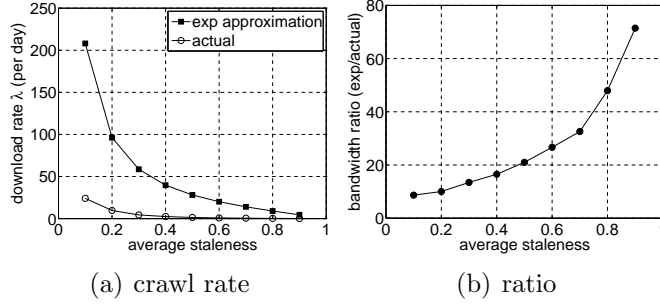 250
200
150
100
50
0
0
0.2
0.4
0.6
0.8
1
download rate λ (per day)
average staleness
exp approximation
actual
(a) crawl rate
80
60
40
20
0
0
0.2
0.4
0.6
0.8
1
bandwidth ratio (exp/actual)
average staleness
(b) ratio